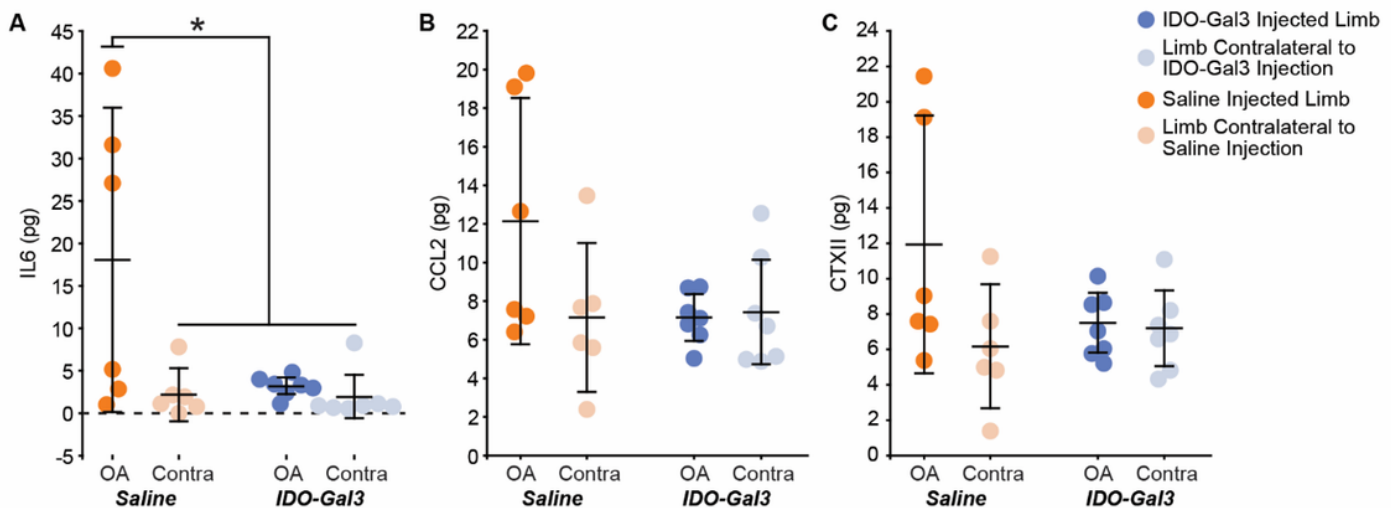 A
IL6 (pg)
45
40
35
30
25
20
15
10
5
0
-5
*
OA
Contra
OA
Contra
Saline
IDO-Gal3
B
CCL2 (pg)
22
20
18
16
14
12
10
8
6
4
2
0
OA
Contra
OA
Contra
Saline
IDO-Gal3
C
CTXII (pg)
24
22
20
18
16
14
12
10
8
6
4
2
0
OA
Contra
OA
Contra
Saline
IDO-Gal3
IDO-Gal3 Injected Limb
Limb Contralateral to
IDO-Gal3 Injection
Saline Injected Limb
Limb Contralateral to
Saline Injection